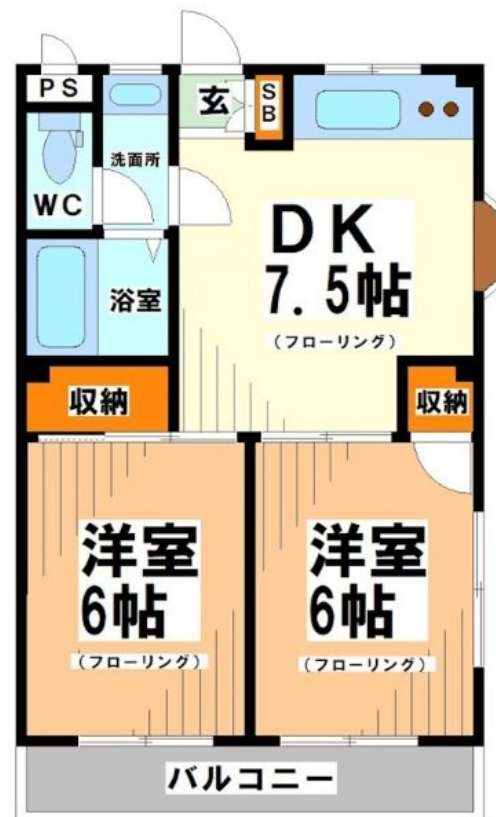 PS
玄
SB
洗面所
WC
DK
7.5帖
(フローリング)
浴室
収納
収納
洋室
6帖
(フローリング)
洋室
6帖
(フローリング)
バルコニー